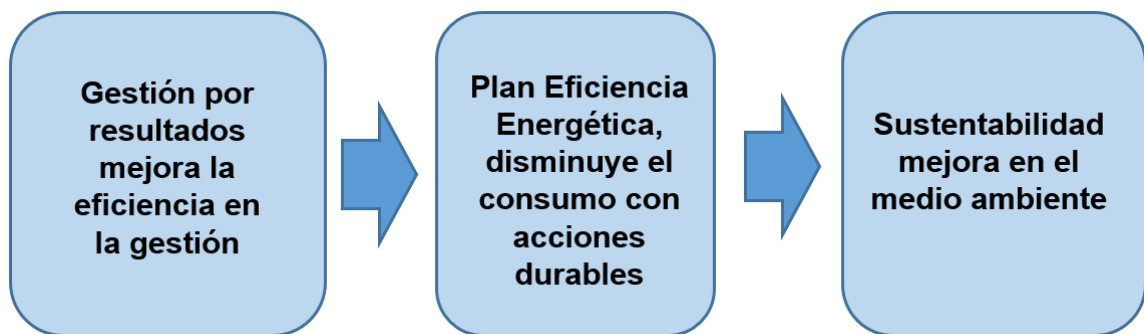 Gestión por
resultados
mejora la
eficiencia en
la gestión
Plan Eficiencia
Energética,
disminuye el
consumo con
acciones
durables
Sustentabilidad
mejora en el
medio ambiente